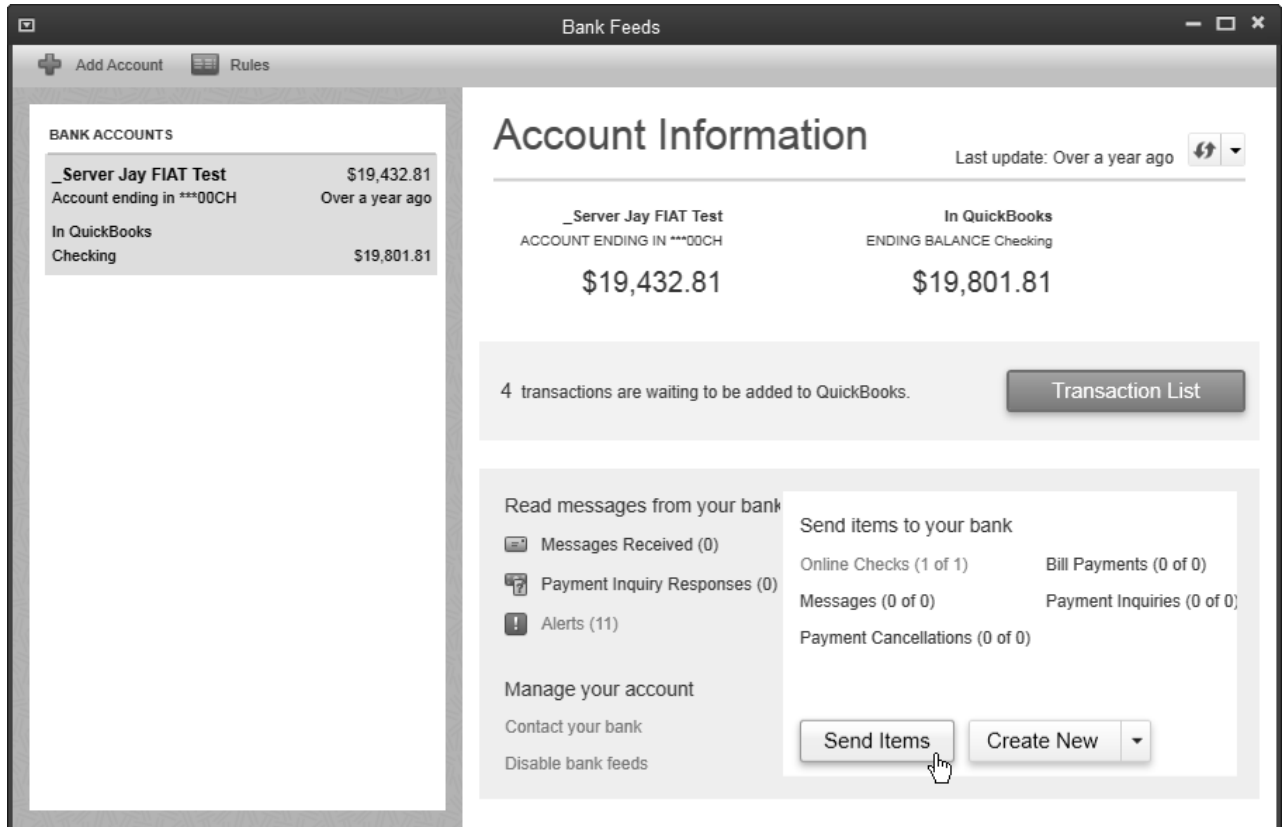 Bank Feeds
Add Account Rules
BANK ACCOUNTS
_Server Jay FIAT Test $19,432.81
Account ending in ***00CH Over a year ago
In QuickBooks
Checking $19,801.81
Account Information
Last update: Over a year ago
_Server Jay FIAT Test In QuickBooks
ACCOUNT ENDING IN ***00CH ENDING BALANCE Checking
$19,432.81 $19,801.81
4 transactions are waiting to be added to QuickBooks. Transaction List
Read messages from your bank
Messages Received (0)
Payment Inquiry Responses (0)
Alerts (11)
Manage your account
Contact your bank
Disable bank feeds
Send items to your bank
Online Checks (1 of 1) Bill Payments (0 of 0)
Messages (0 of 0) Payment Inquiries (0 of 0)
Payment Cancellations (0 of 0)
Send Items Create New